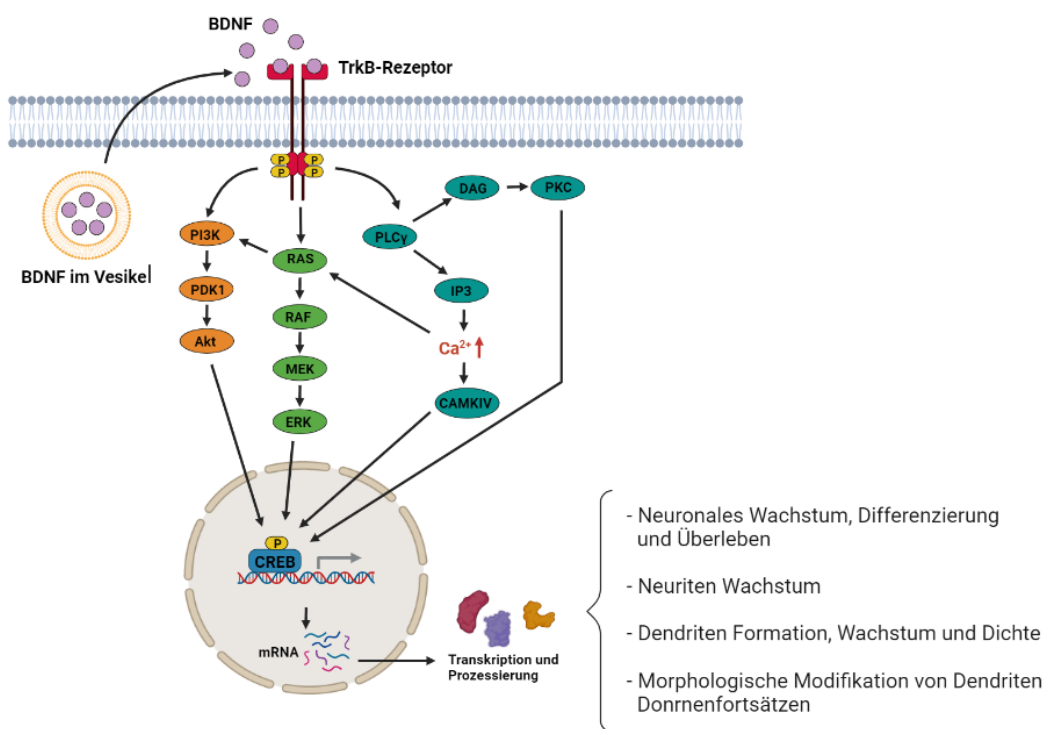 BDNF
TrkB-Rezeptor
P P
P P
BDNF im Vesikel
PI3K
PDK1
Akt
RAS
RAF
MEK
ERK
PLCγ
DAG
PKC
IP3
Ca²⁺
CAMKIV
P
CREB
mRNA
Transkription und
Prozessierung
- Neuronales Wachstum, Differenzierung
und Überleben
- Neuriten Wachstum
- Dendriten Formation, Wachstum und Dichte
- Morphologische Modifikation von Dendriten
Donrnenfortsätzen